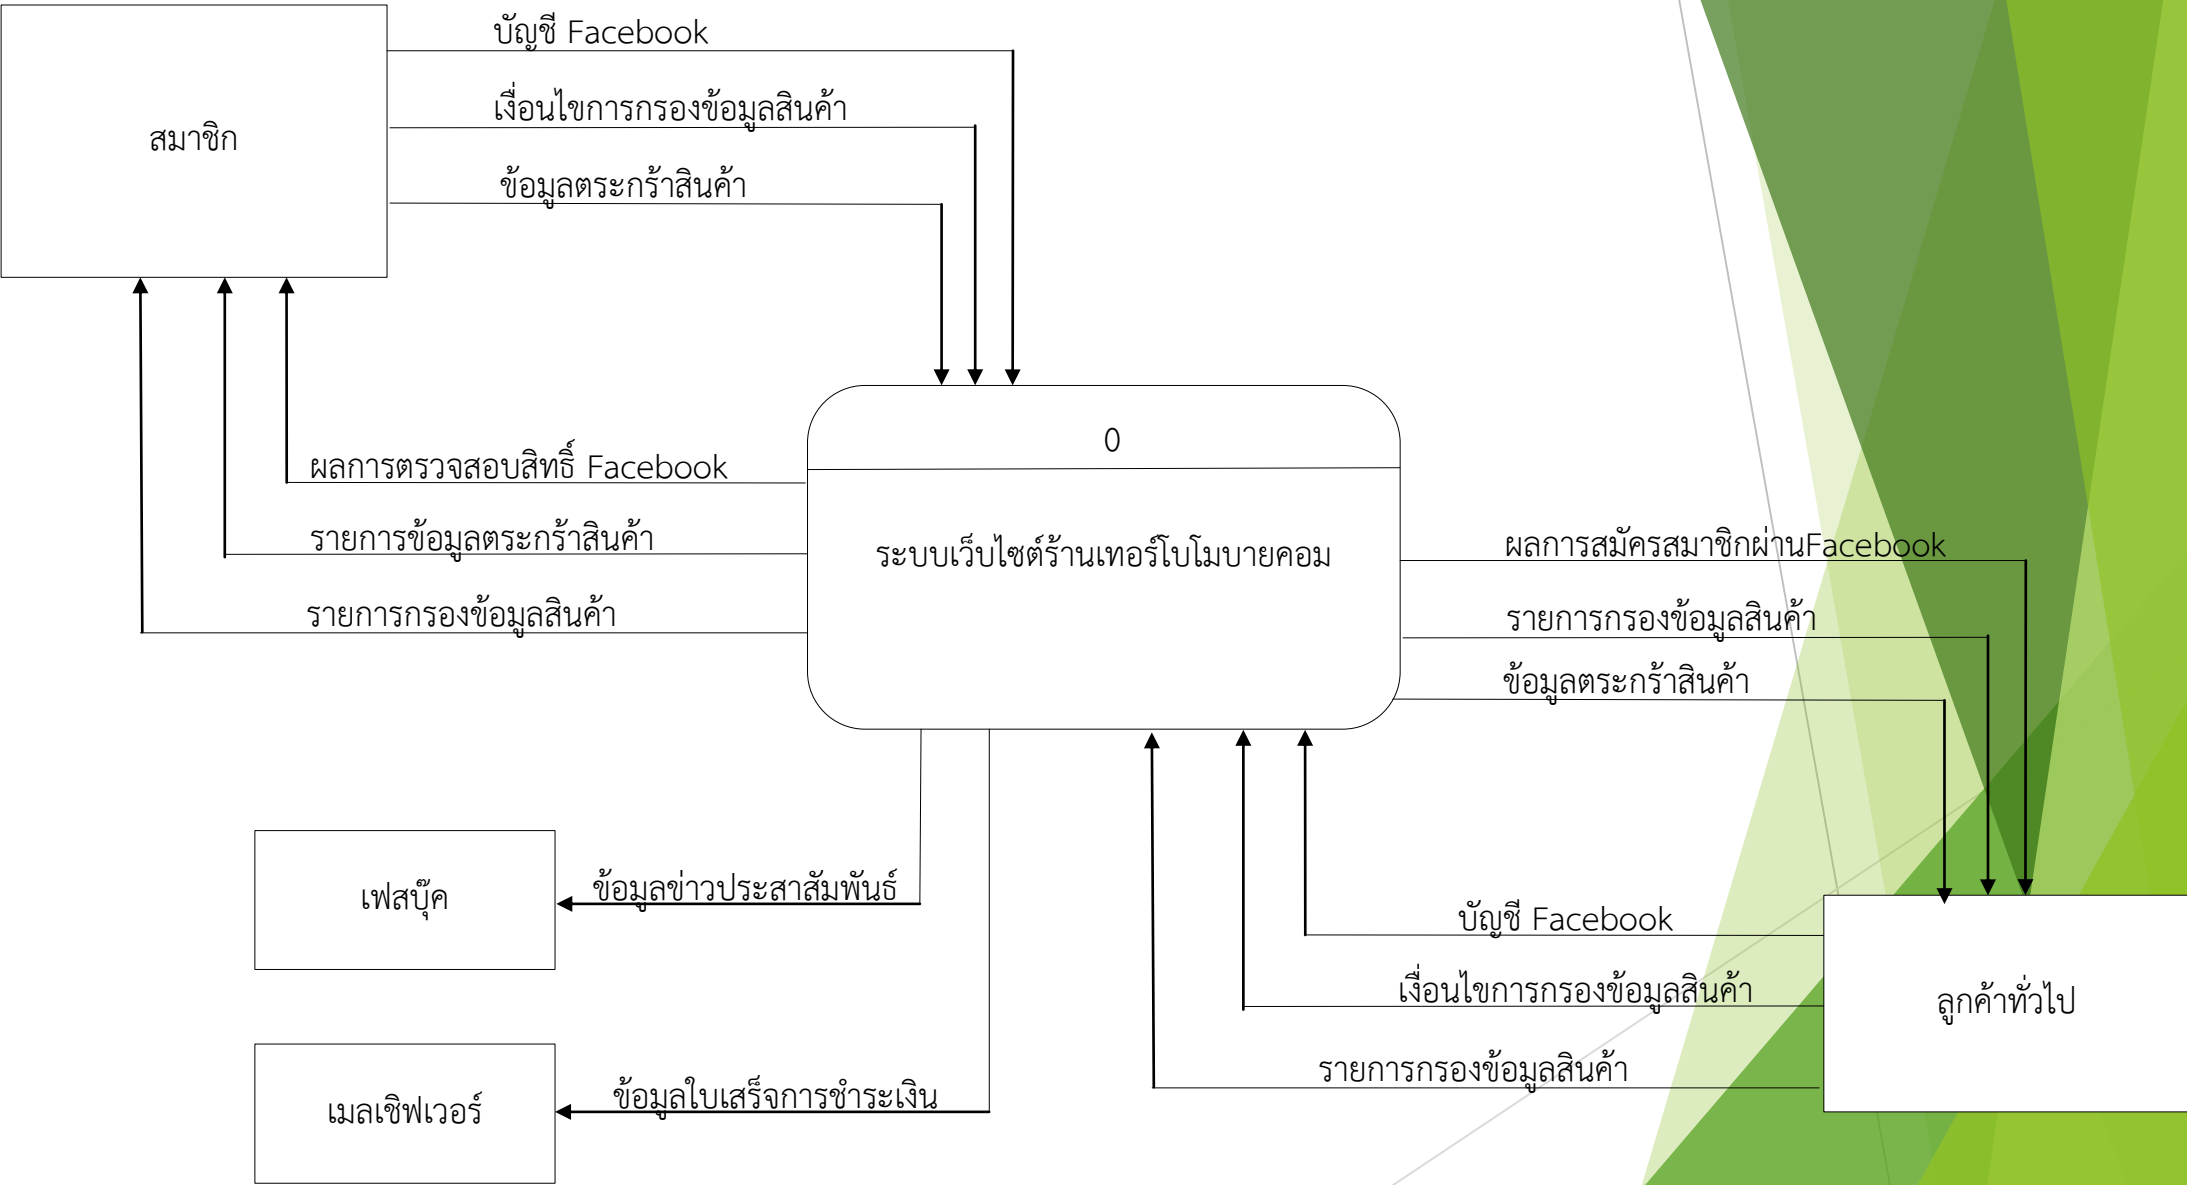 บัญชี Facebook
เงื่อนไขการกรองข้อมูลสินค้า
สมาชิก
ข้อมูลตระกร้าสินค้า
0
ผลการตรวจสอบสิทธิ์ Facebook
รายการข้อมูลตระกร้าสินค้า
ระบบเว็บไซต์ร้านเทอร์โบโมบายคอม
ผลการสมัครสมาชิกผ่านFacebook
รายการกรองข้อมูลสินค้า
รายการกรองข้อมูลสินค้า
ข้อมูลตระกร้าสินค้า
เฟสบุ๊ค
ข้อมูลข่าวประสาสัมพันธ์
บัญชี Facebook
เงื่อนไขการกรองข้อมูลสินค้า
ลูกค้าทั่วไป
รายการกรองข้อมูลสินค้า
เมลเชิฟเวอร์
ข้อมูลใบเสร็จการชำระเงิน